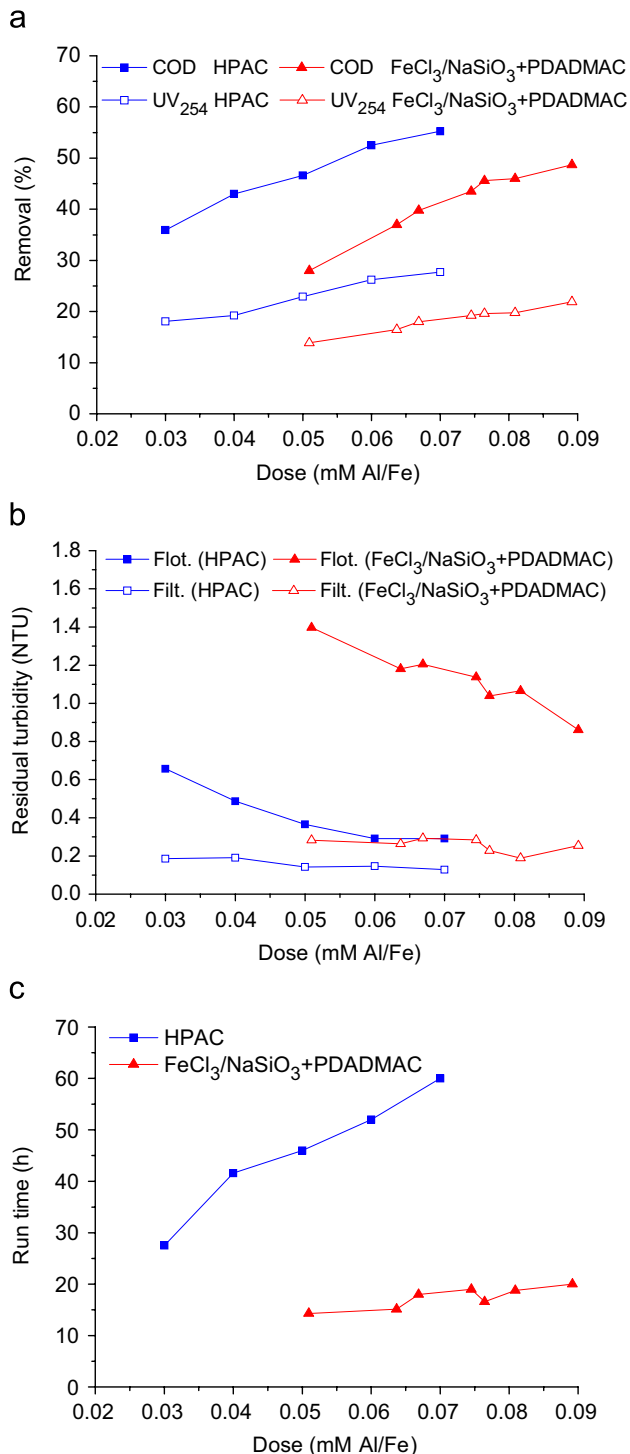 a
COD HPAC
COD FeCl3/NaSiO3+PDADMAC
UV254 HPAC
UV254 FeCl3/NaSiO3+PDADMAC
70
60
50
40
30
20
10
0
Removal (%)
0.02 0.03 0.04 0.05 0.06 0.07 0.08 0.09
Dose (mM Al/Fe)
b
Flot. (HPAC)
Flot. (FeCl3/NaSiO3+PDADMAC)
Filt. (HPAC)
Filt. (FeCl3/NaSiO3+PDADMAC)
1.8
1.6
1.4
1.2
1.0
0.8
0.6
0.4
0.2
0.0
Residual turbidity (NTU)
0.02 0.03 0.04 0.05 0.06 0.07 0.08 0.09
Dose (mM Al/Fe)
c
HPAC
FeCl3/NaSiO3+PDADMAC
70
60
50
40
30
20
10
0
Run time (h)
0.02 0.03 0.04 0.05 0.06 0.07 0.08 0.09
Dose (mM Al/Fe)